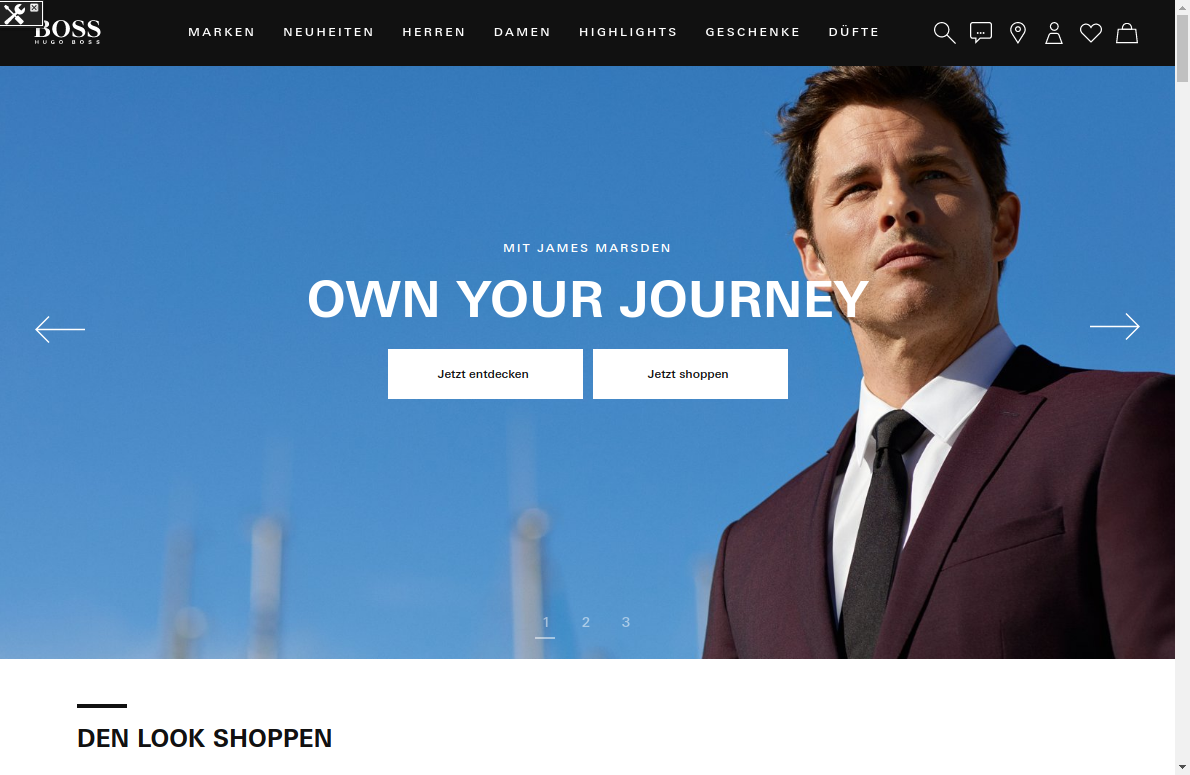 BOSS
HUGO BOSS
MARKEN NEUHEITEN HERREN DAMEN HIGHLIGHTS GESCHENKE DÜFTE
MIT JAMES MARSDEN
OWN YOUR JOURNEY
Jetzt entdecken Jetzt shoppen
1 2 3
DEN LOOK SHOPPEN